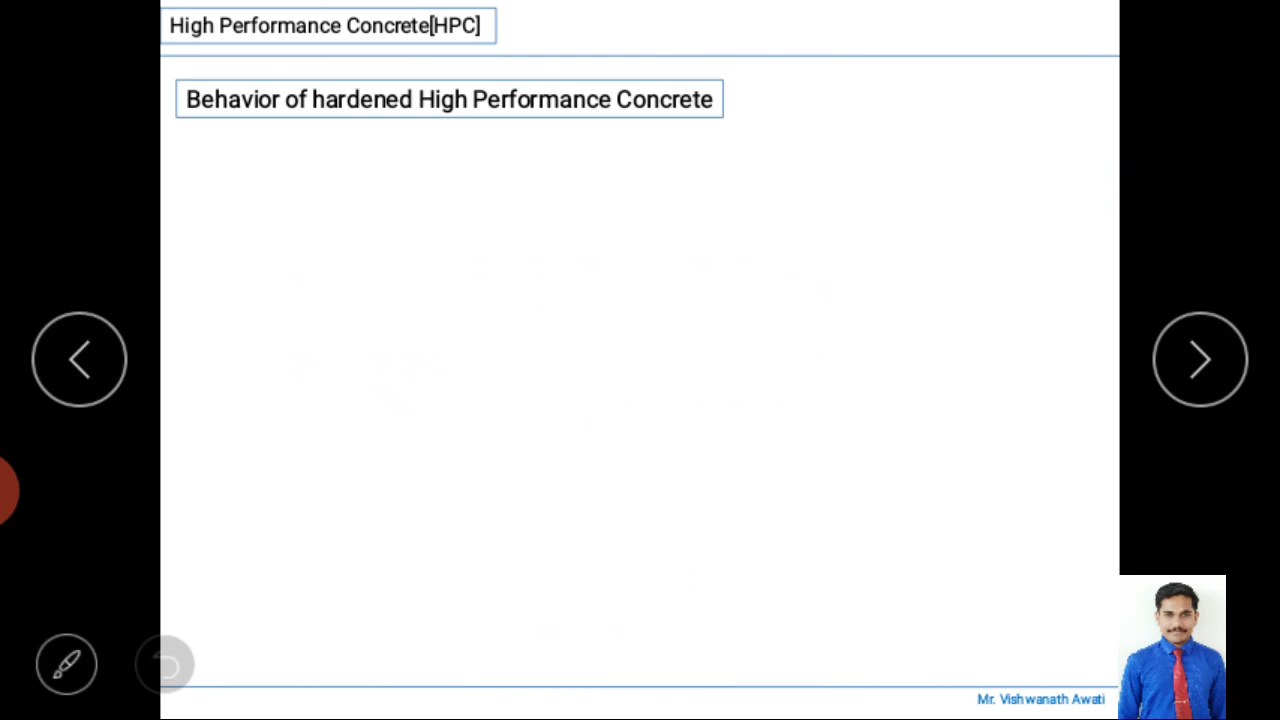 High Performance Concrete[HPC]
Behavior of hardened High Performance Concrete
Mr. Vishwanath Awati